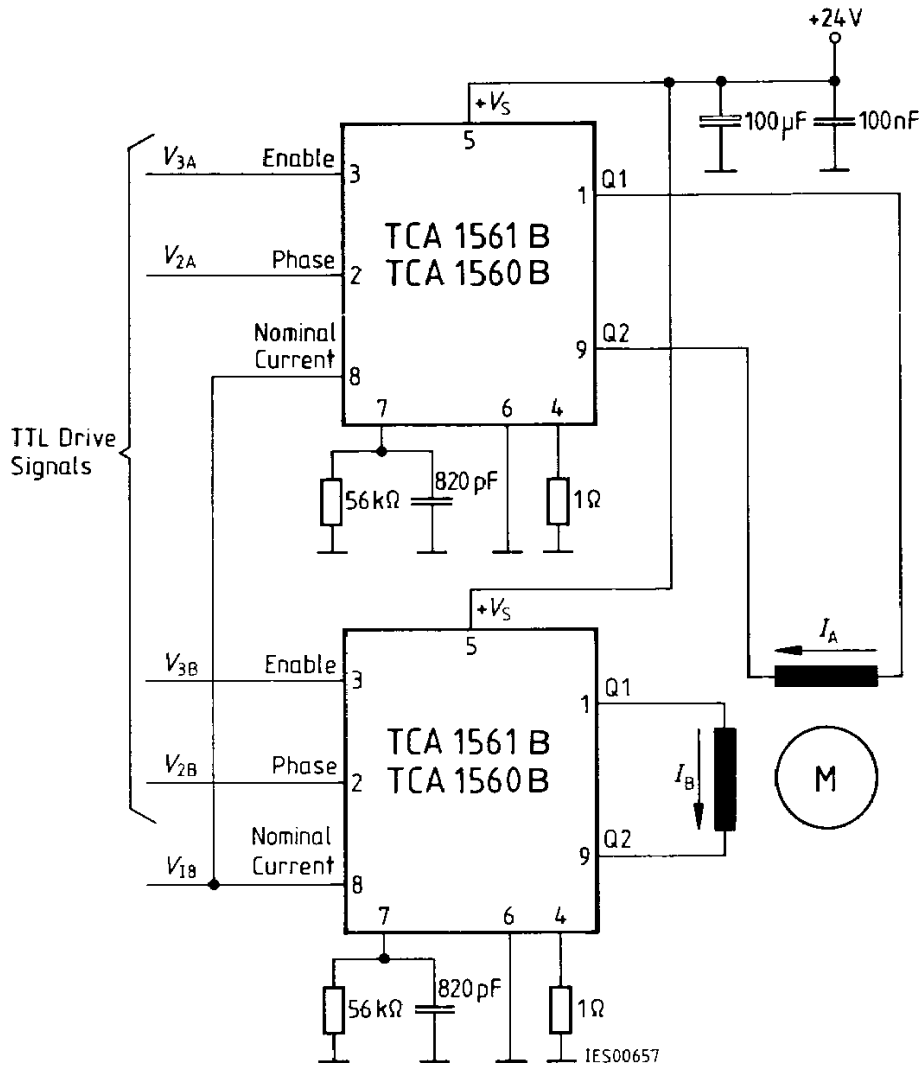 +24V
+VS
5
100µF
100nF
V3A
Enable
3
1
Q1
TCA 1561 B
TCA 1560 B
V2A
Phase
2
Nominal
Current
8
9
Q2
7
6
4
TTL Drive
Signals
56kΩ
820pF
1Ω
+VS
5
IA
V3B
Enable
3
1
Q1
TCA 1561 B
TCA 1560 B
V2B
Phase
2
IB
M
Nominal
Current
VI8
8
9
Q2
7
6
4
56kΩ
820pF
1Ω
IES00657